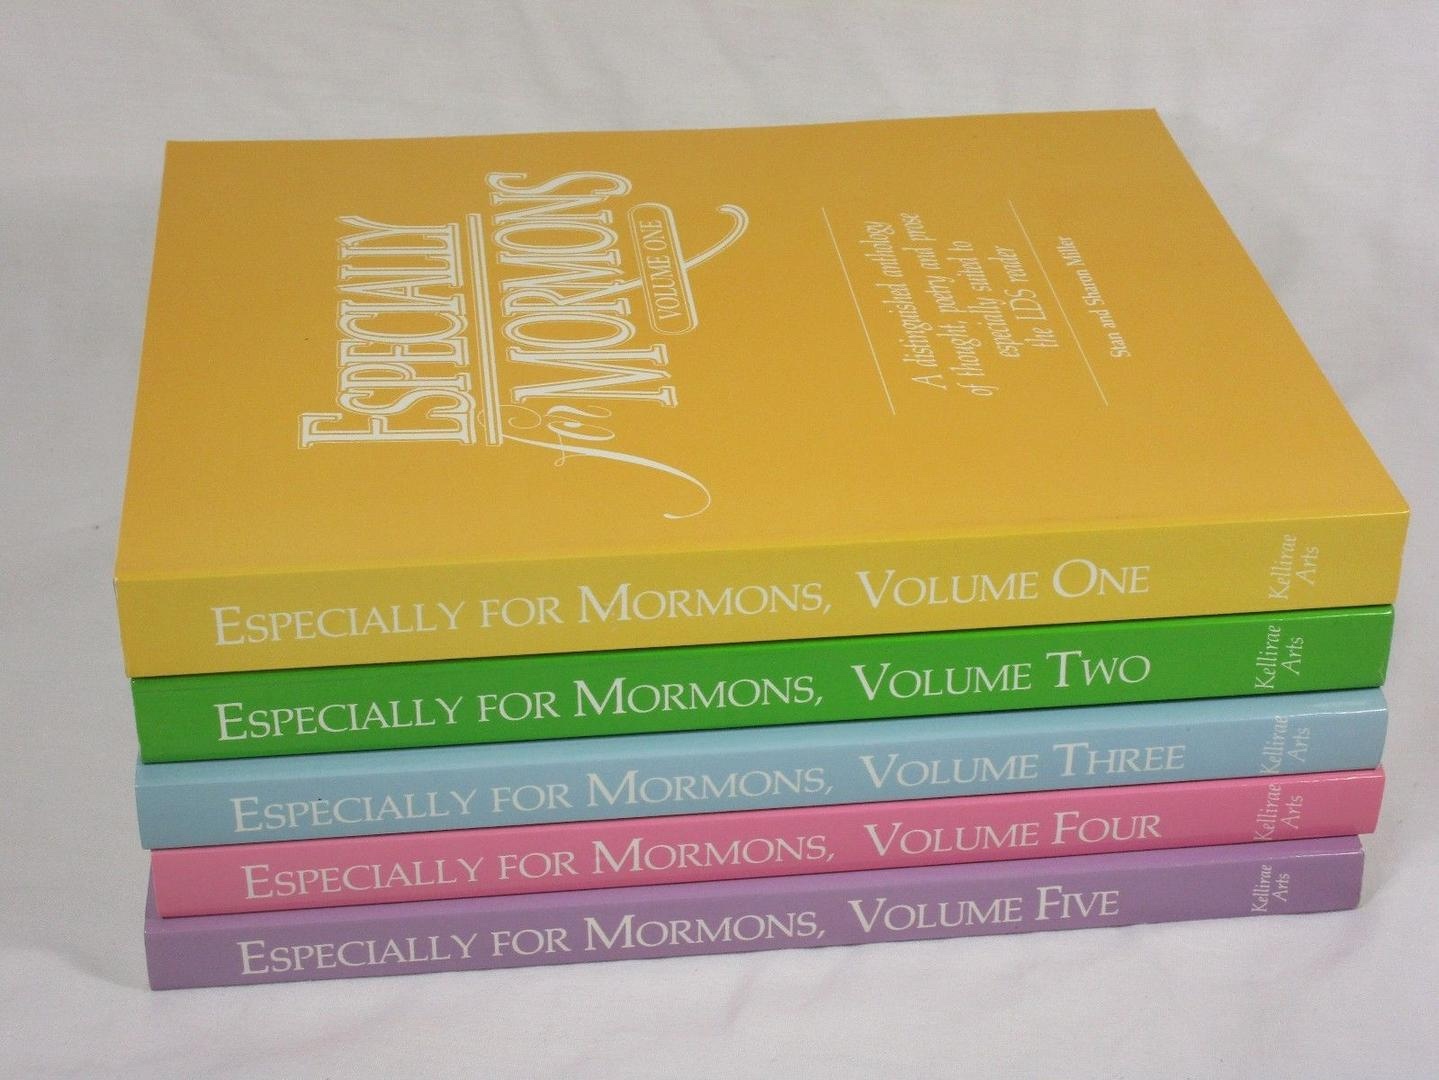 ESPECIALLY
for MORMONS
VOLUME ONE
A distinguished anthology
of thought, poetry and prose
especially suited to
the LDS reader
Stan and Sharon Miller
ESPECIALLY FOR MORMONS, VOLUME ONE
Kellirae
Arts
ESPECIALLY FOR MORMONS, VOLUME TWO
Kellirae
Arts
ESPECIALLY FOR MORMONS, VOLUME THREE
Kellirae
Arts
ESPECIALLY FOR MORMONS, VOLUME FOUR
Kellirae
Arts
ESPECIALLY FOR MORMONS, VOLUME FIVE
Kellirae
Arts